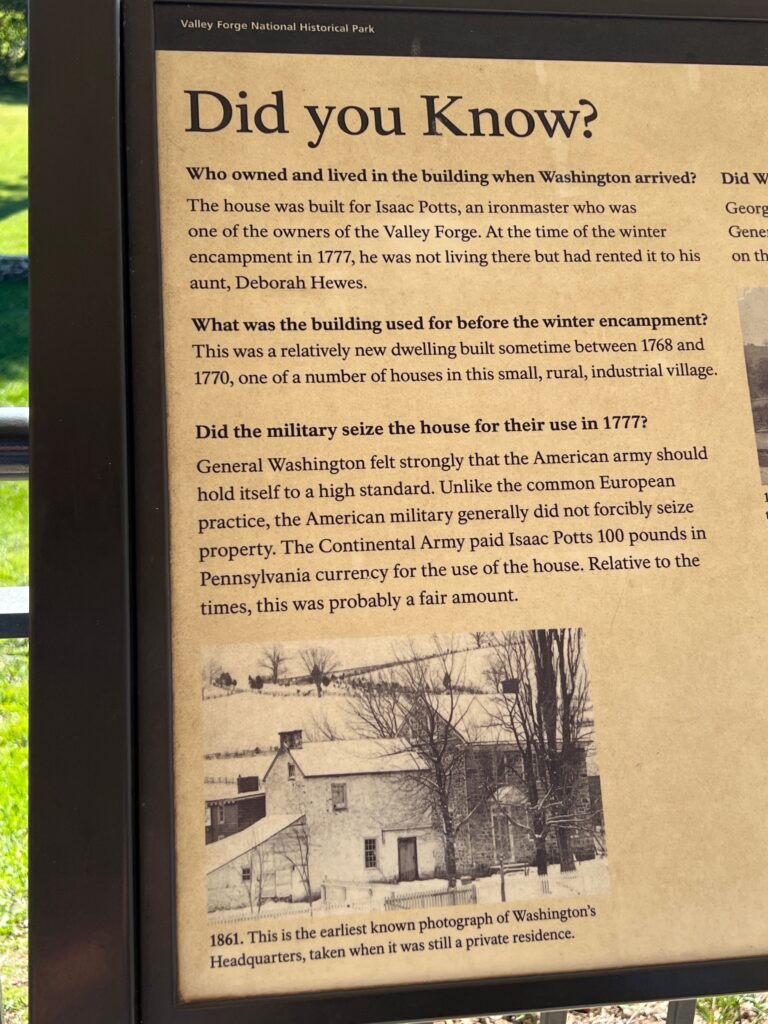 Valley Forge National Historical Park
Did you Know?
Who owned and lived in the building when Washington arrived?
The house was built for Isaac Potts, an ironmaster who was
one of the owners of the Valley Forge. At the time of the winter
encampment in 1777, he was not living there but had rented it to his
aunt, Deborah Hewes.
What was the building used for before the winter encampment?
This was a relatively new dwelling built sometime between 1768 and
1770, one of a number of houses in this small, rural, industrial village.
Did the military seize the house for their use in 1777?
General Washington felt strongly that the American army should
hold itself to a high standard. Unlike the common European
practice, the American military generally did not forcibly seize
property. The Continental Army paid Isaac Potts 100 pounds in
Pennsylvania currency for the use of the house. Relative to the
times, this was probably a fair amount.
1861. This is the earliest known photograph of Washington's
Headquarters, taken when it was still a private residence.
Did W
Georg
Gener
on th